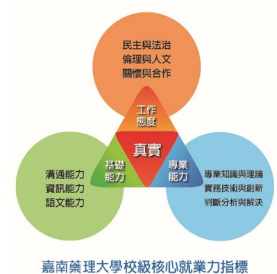 民主與法治
倫理與人文
關懷與合作
工作
態度
真實
基礎
能力
專業
能力
溝通能力
資訊能力
語文能力
專業知識與理論
實務技術與創新
判斷分析與解決
嘉南藥理大學校級核心就業力指標